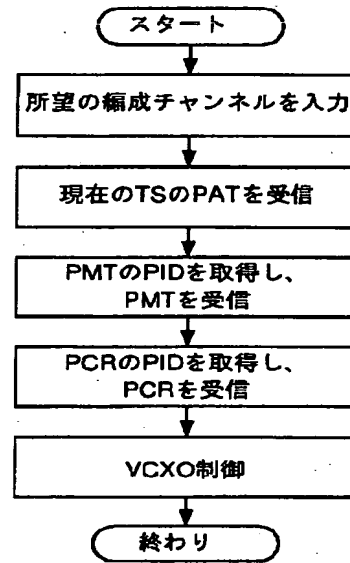 スタート
所望の編成チャンネルを入力
現在のTSのPATを受信
PMTのPIDを取得し、
PMTを受信
PCRのPIDを取得し、
PCRを受信
VCXO制御
終わり